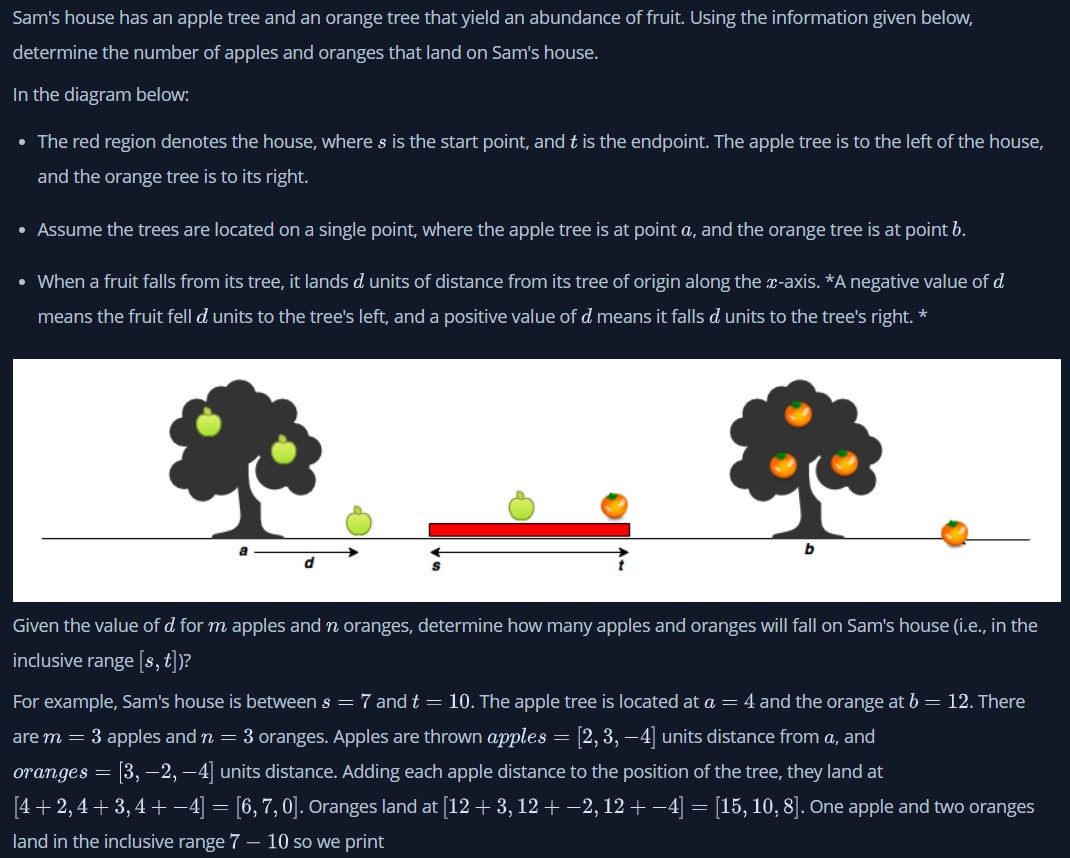 Sam's house has an apple tree and an orange tree that yield an abundance of fruit. Using the information given below,
determine the number of apples and oranges that land on Sam's house.
In the diagram below:
• The red region denotes the house, where s is the start point, and t is the endpoint. The apple tree is to the left of the house,
and the orange tree is to its right.
• Assume the trees are located on a single point, where the apple tree is at point a, and the orange tree is at point b.
• When a fruit falls from its tree, it lands d units of distance from its tree of origin along the x-axis. *A negative value of d
means the fruit fell d units to the tree's left, and a positive value of d means it falls d units to the tree's right. *
a
d
s
t
b
Given the value of d for m apples and n oranges, determine how many apples and oranges will fall on Sam's house (i.e., in the
inclusive range [s, t])?
For example, Sam's house is between s = 7 and t = 10. The apple tree is located at a = 4 and the orange at b = 12. There
are m = 3 apples and n = 3 oranges. Apples are thrown apples = [2, 3, −4] units distance from a, and
oranges = [3, −2, −4] units distance. Adding each apple distance to the position of the tree, they land at
[4 + 2, 4 + 3, 4 + −4] = [6, 7, 0]. Oranges land at [12 + 3, 12 + −2, 12 + −4] = [15, 10, 8]. One apple and two oranges
land in the inclusive range 7 − 10 so we print